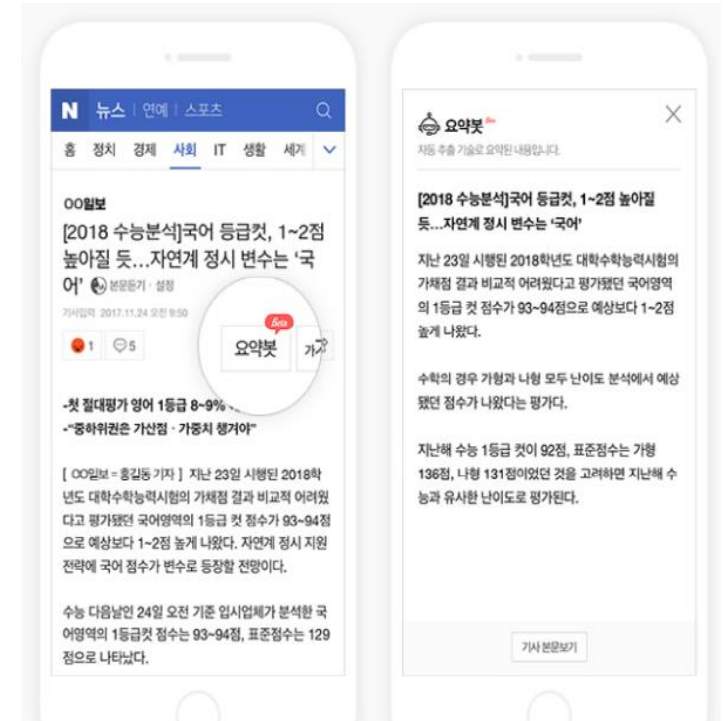 N 뉴스 | 연예 | 스포츠
홈 정치 경제 사회 IT 생활 세계
OO일보
[2018 수능분석]국어 등급컷, 1~2점
높아질 듯…자연계 정시 변수는 ‘국
어’ 본문듣기 · 설정
기사입력 2017.11.24 오전 9:50
1 5
Beta
요약봇 가
-첫 절대평가 영어 1등급 8~9%
-“중하위권은 가산점 · 가중치 챙겨야”
[ OO일보 = 홍길동 기자 ] 지난 23일 시행된 2018학
년도 대학수학능력시험의 가채점 결과 비교적 어려웠
다고 평가됐던 국어영역의 1등급 컷 점수가 93~94점
으로 예상보다 1~2점 높게 나왔다. 자연계 정시 지원
전략에 국어 점수가 변수로 등장할 전망이다.
수능 다음날인 24일 오전 기준 입시업체가 분석한 국
어영역의 1등급컷 점수는 93~94점, 표준점수는 129
점으로 나타났다.
요약봇 Beta
자동 추출 기술로 요약된 내용입니다.
[2018 수능분석]국어 등급컷, 1~2점 높아질
듯…자연계 정시 변수는 ‘국어’
지난 23일 시행된 2018학년도 대학수학능력시험의
가채점 결과 비교적 어려웠다고 평가됐던 국어영역
의 1등급 컷 점수가 93~94점으로 예상보다 1~2점
높게 나왔다.
수학의 경우 가형과 나형 모두 난이도 분석에서 예상
됐던 점수가 나왔다는 평가다.
지난해 수능 1등급 컷이 92점, 표준점수는 가형
136점, 나형 131점이었던 것을 고려하면 지난해 수
능과 유사한 난이도로 평가된다.
기사 본문보기